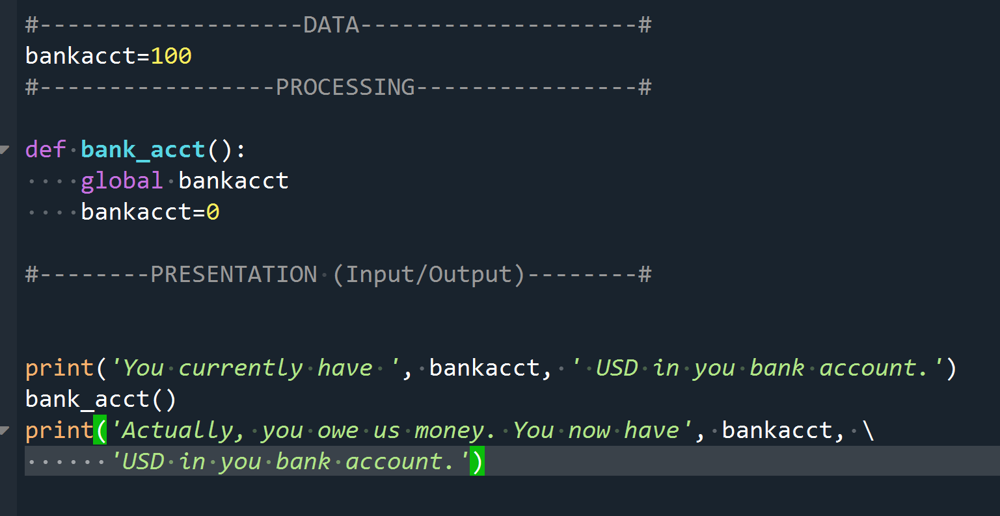 #-------------------DATA--------------------#
bankacct=100
#-----------------PROCESSING----------------#
def bank_acct():
    global bankacct
    bankacct=0
#--------PRESENTATION (Input/Output)--------#
print('You currently have ', bankacct, ' USD in you bank account.')
bank_acct()
print('Actually, you owe us money. You now have', bankacct, \
      'USD in you bank account.')